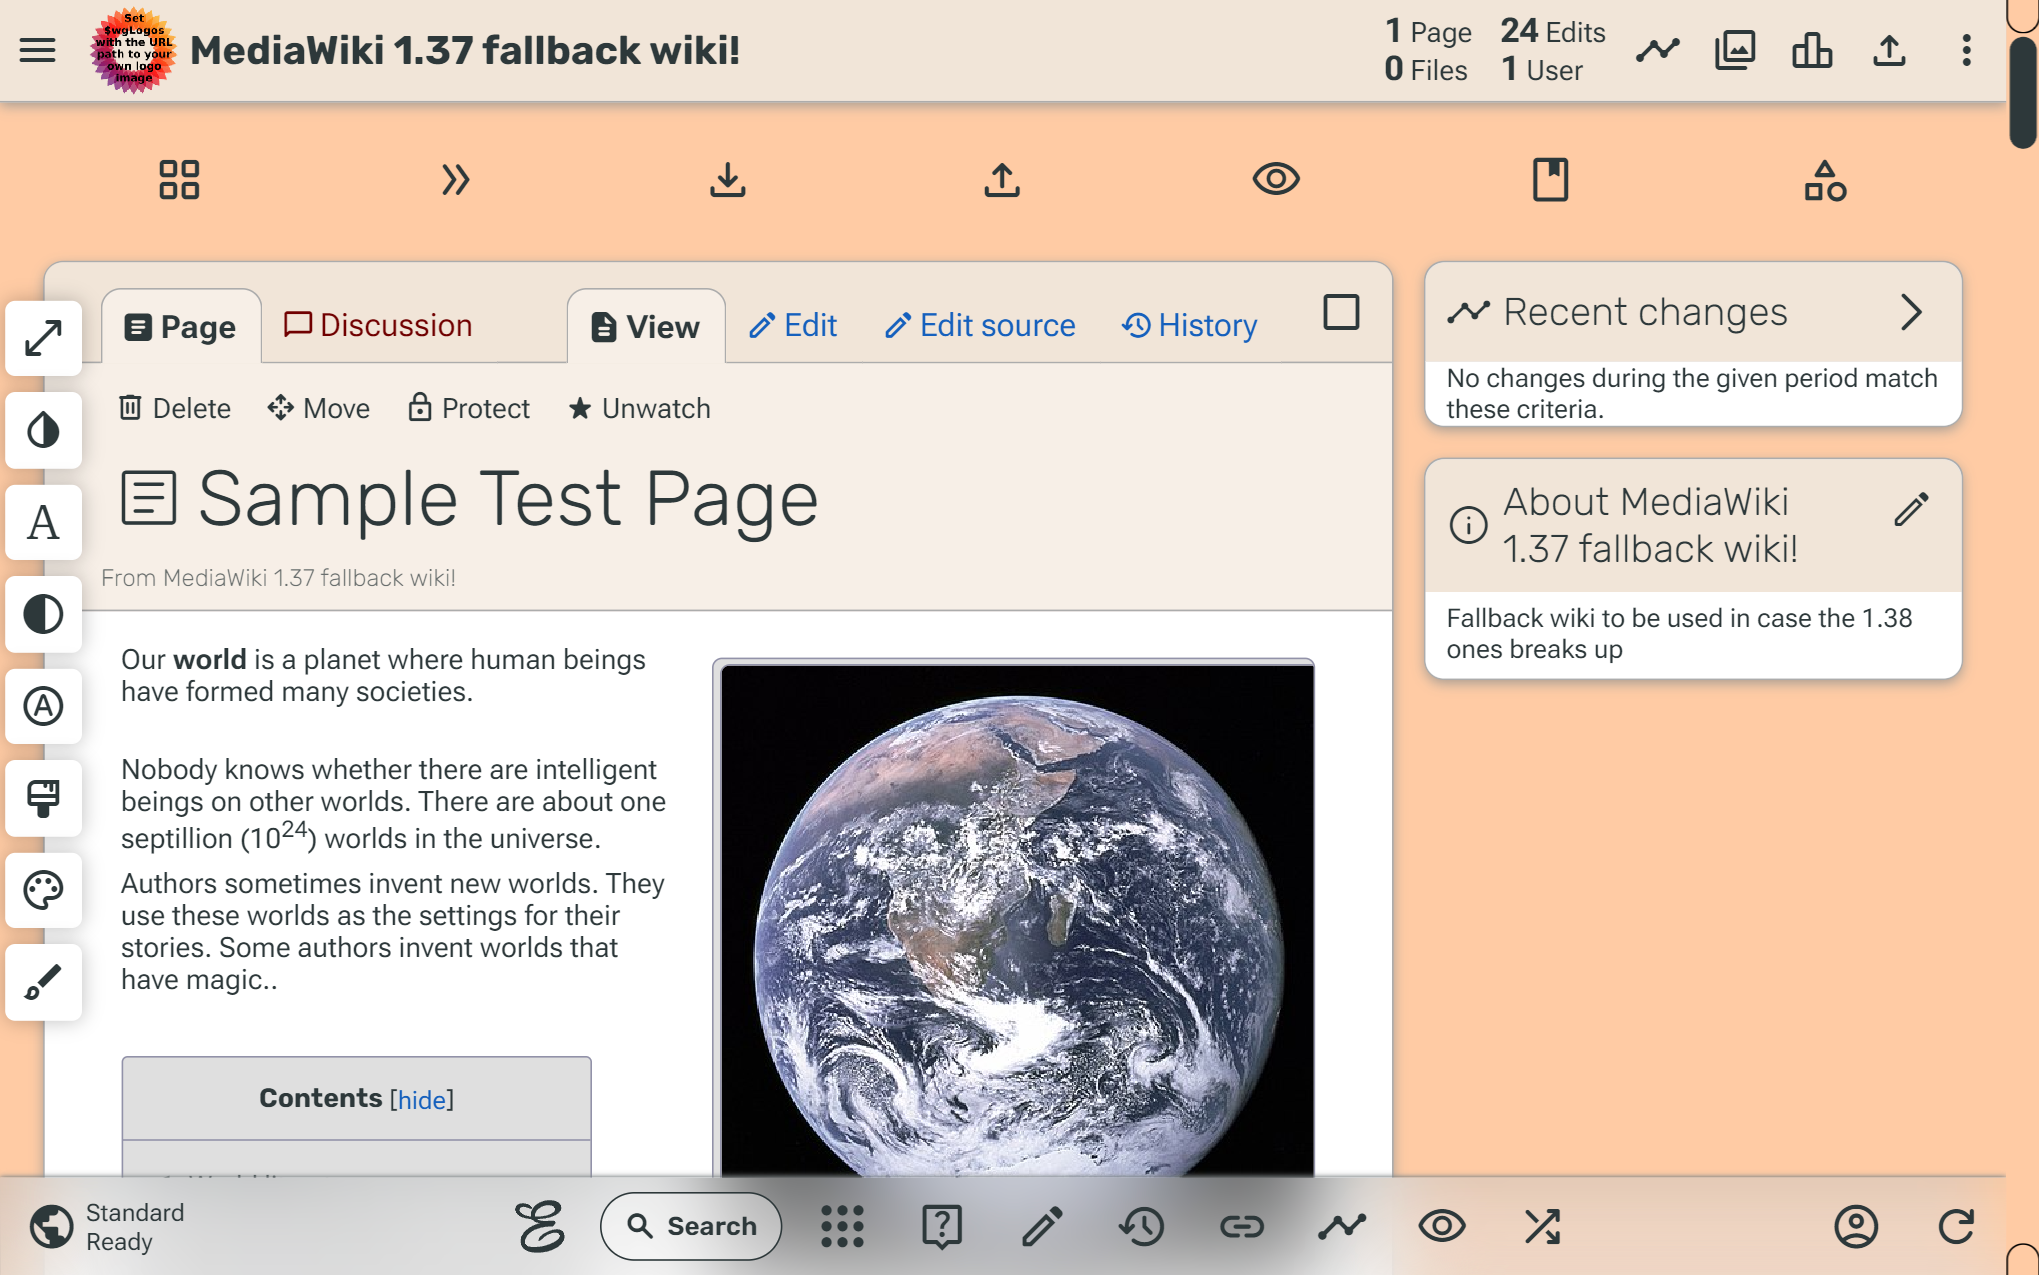 Set
$wgLogos
with the URL
path to your
own logo
image
MediaWiki 1.37 fallback wiki!
1 Page 24 Edits
0 Files 1 User
Page Discussion View Edit Edit source History
Delete Move Protect Unwatch
Sample Test Page
From MediaWiki 1.37 fallback wiki!
Our world is a planet where human beings
have formed many societies.
Nobody knows whether there are intelligent
beings on other worlds. There are about one
septillion (10²⁴) worlds in the universe.
Authors sometimes invent new worlds. They
use these worlds as the settings for their
stories. Some authors invent worlds that
have magic..
Contents [hide]
Recent changes
No changes during the given period match
these criteria.
About MediaWiki
1.37 fallback wiki!
Fallback wiki to be used in case the 1.38
ones breaks up
Standard
Ready
Search